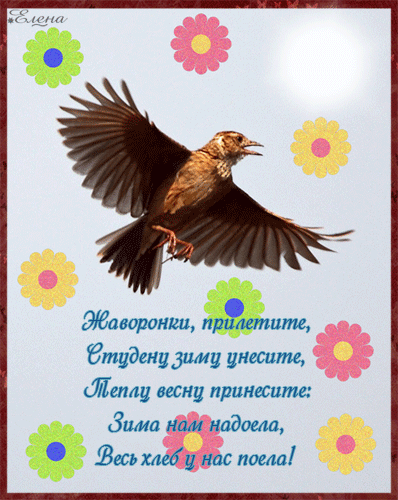 *Елена
Жаворонки, прилетите,
Студену зиму унесите,
Теплу весну принесите:
Зима нам надоела,
Весь хлеб у нас поела!